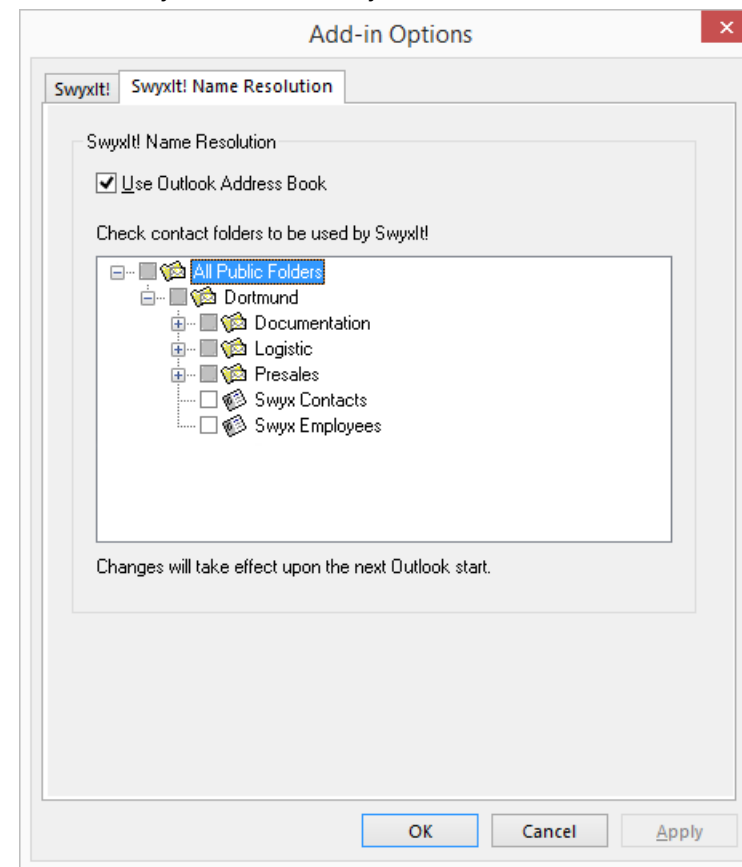 Add-in Options
SwyxIt! SwyxIt! Name Resolution
SwyxIt! Name Resolution
Use Outlook Address Book
Check contact folders to be used by SwyxIt!
All Public Folders
Dortmund
Documentation
Logistic
Presales
Swyx Contacts
Swyx Employees
Changes will take effect upon the next Outlook start.
OK Cancel Apply